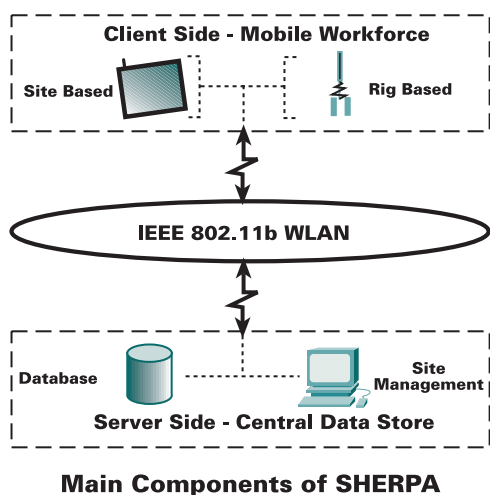 Client Side - Mobile Workforce
Site Based
Rig Based
IEEE 802.11b WLAN
Database
Site
Management
Server Side - Central Data Store
Main Components of SHERPA